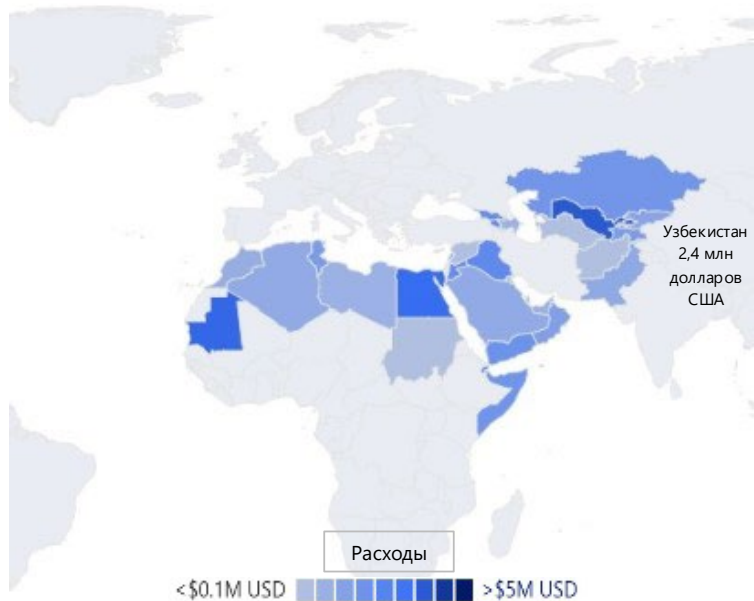 Узбекистан
2,4 млн
долларов
США
Расходы
<$0.1M USD >$5M USD